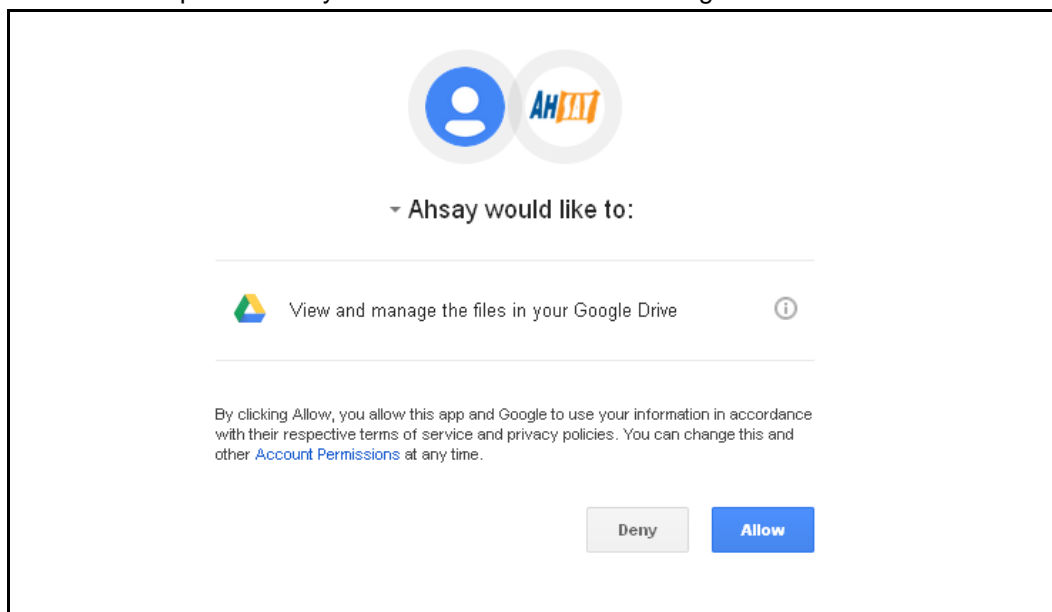 AHSAY
Ahsay would like to:
View and manage the files in your Google Drive
By clicking Allow, you allow this app and Google to use your information in accordance
with their respective terms of service and privacy policies. You can change this and
other Account Permissions at any time.
Deny Allow